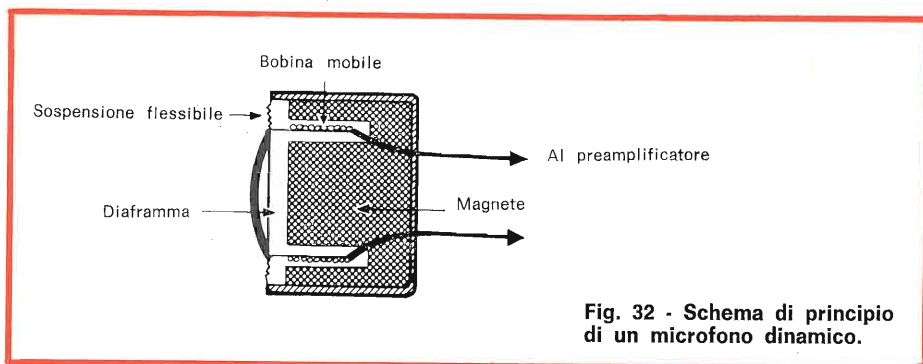 Bobina mobile
Sospensione flessibile
Al preamplificatore
Diaframma
Magnete
Fig. 32 - Schema di principio
di un microfono dinamico.